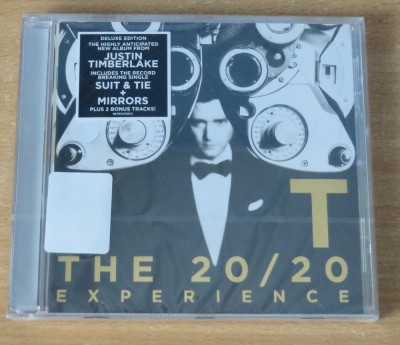 DELUXE EDITION
THE HIGHLY ANTICIPATED
NEW ALBUM FROM
JUSTIN
TIMBERLAKE
INCLUDES THE RECORD
BREAKING SINGLE
SUIT & TIE
+
MIRRORS
PLUS 2 BONUS TRACKS!
T
THE 20/20
EXPERIENCE